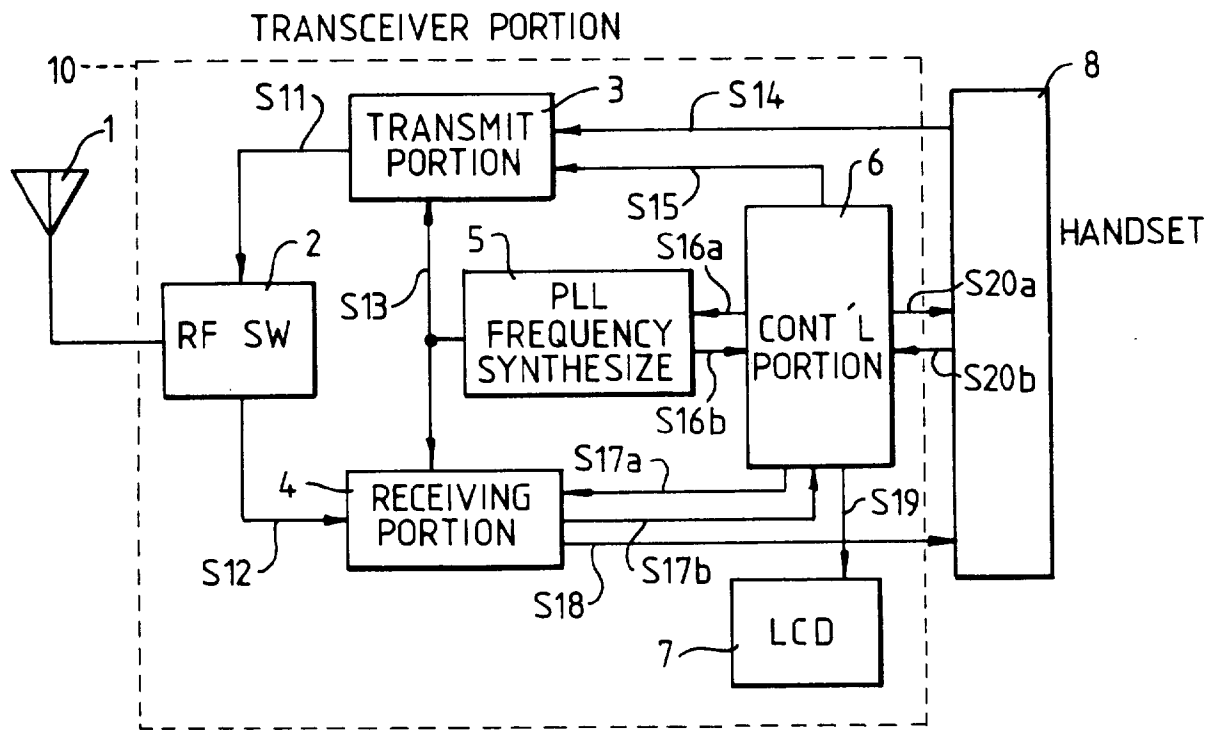 TRANSCEIVER PORTION
10
8
S11
3
S14
1
TRANSMIT
PORTION
S15
6
HANDSET
2
S13
5
S16a
S20a
RF SW
PLL
FREQUENCY
SYNTHESIZE
CONT'L
PORTION
S16b
S20b
4
S17a
RECEIVING
PORTION
S19
S12
S17b
S18
LCD
7